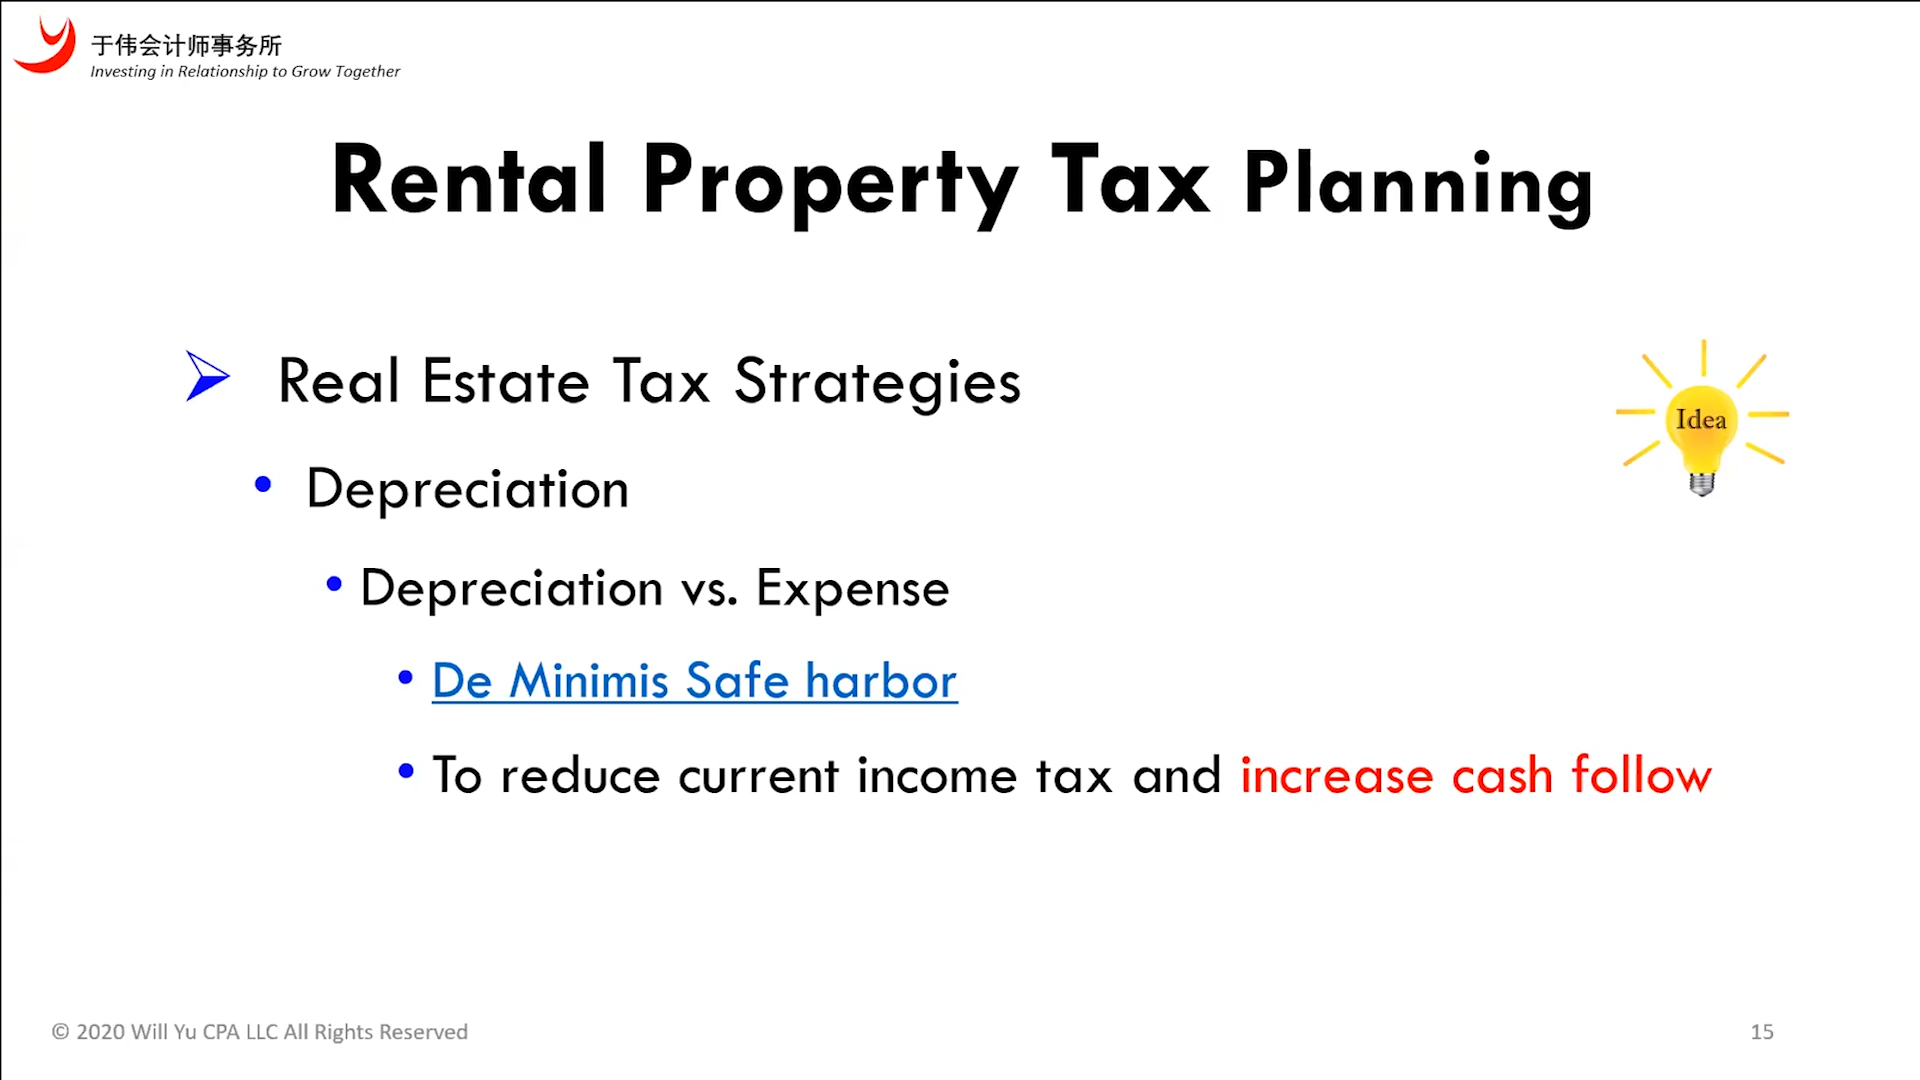 于伟会计师事务所
Investing in Relationship to Grow Together
Rental Property Tax Planning
Real Estate Tax Strategies
Idea
Depreciation
Depreciation vs. Expense
De Minimis Safe harbor
To reduce current income tax and increase cash follow
© 2020 Will Yu CPA LLC All Rights Reserved
15